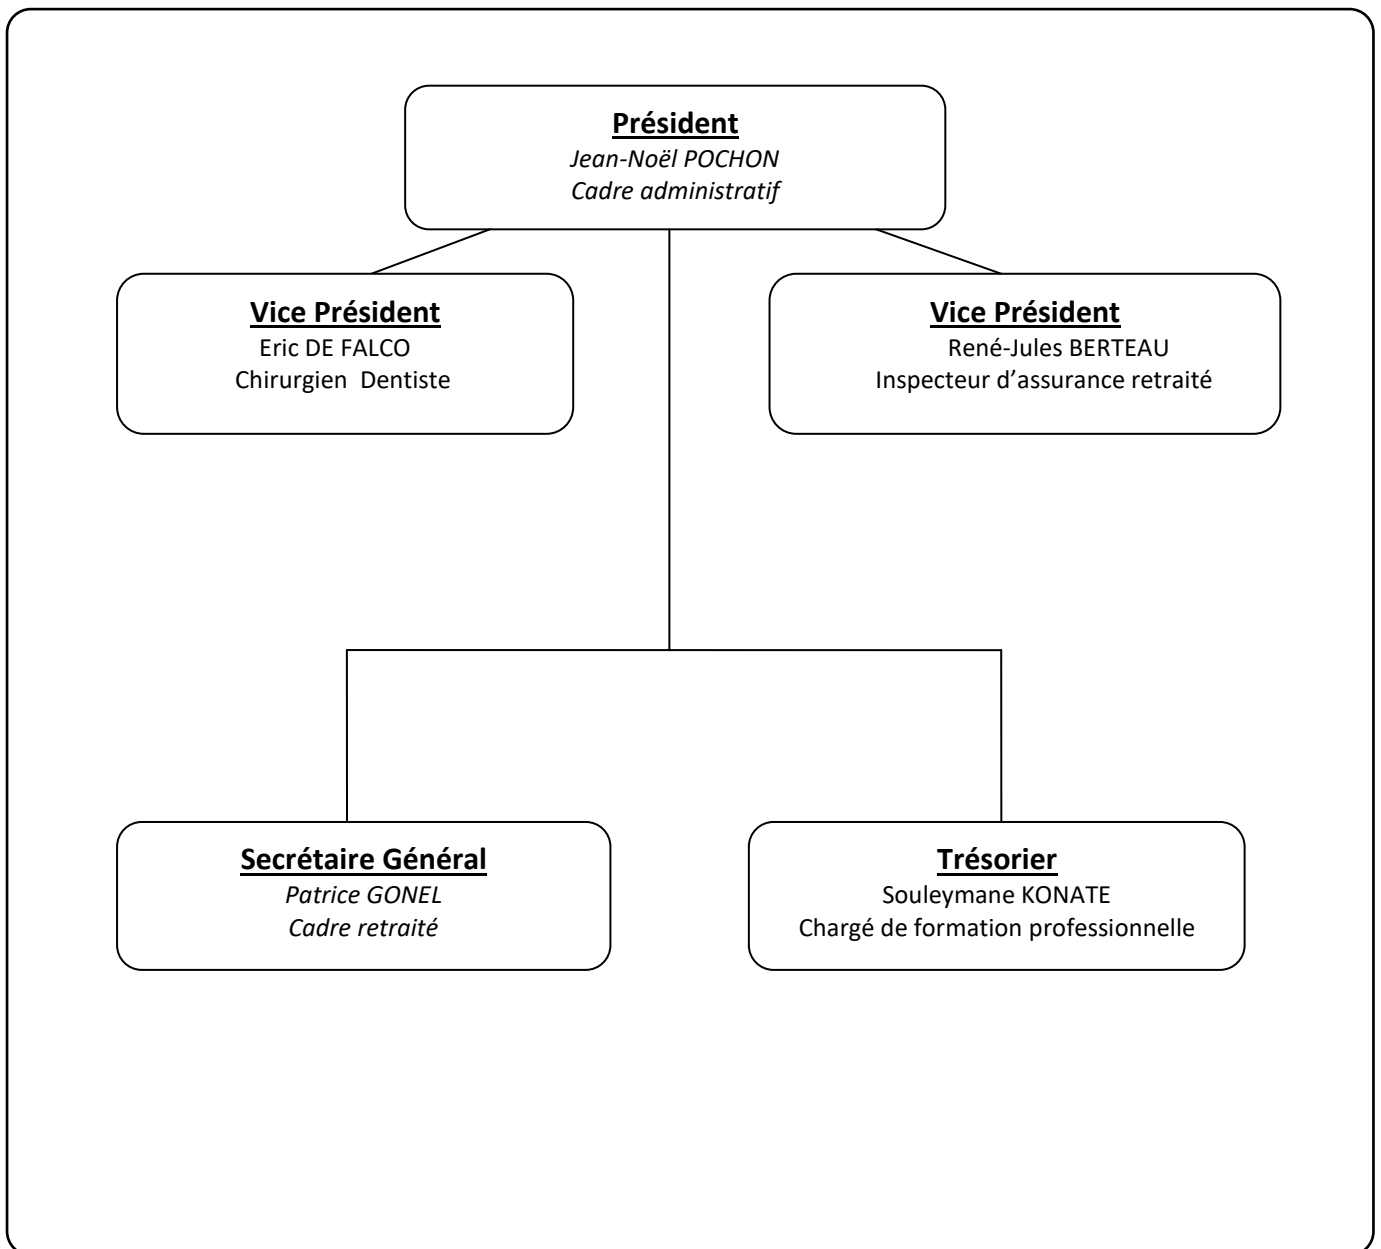 Président
Jean-Noël POCHON
Cadre administratif
Vice Président
Eric DE FALCO
Chirurgien  Dentiste
Vice Président
René-Jules BERTEAU
Inspecteur d’assurance retraité
Secrétaire Général
Patrice GONEL
Cadre retraité
Trésorier
Souleymane KONATE
Chargé de formation professionnelle